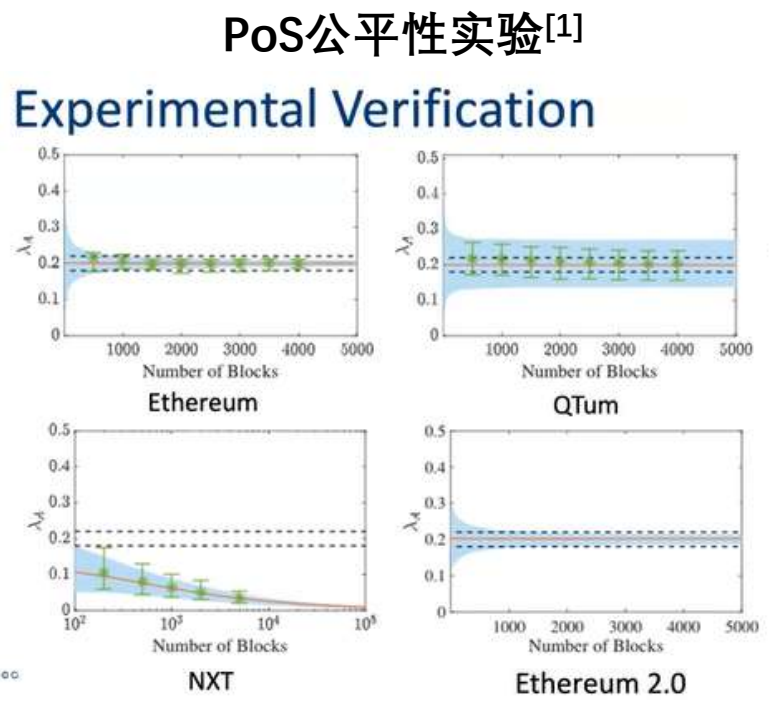 PoS公平性实验[1]
Experimental Verification
0.5
0.4
0.3
0.2
0.1
0
λ_A
1000 2000 3000 4000 5000
Number of Blocks
Ethereum
0.5
0.4
0.3
0.2
0.1
0
λ_A
1000 2000 3000 4000 5000
Number of Blocks
QTum
0.5
0.4
0.3
0.2
0.1
0
λ_A
10² 10³ 10⁴ 10⁵
Number of Blocks
NXT
0.5
0.4
0.3
0.2
0.1
0
λ_A
1000 2000 3000 4000 5000
Number of Blocks
Ethereum 2.0